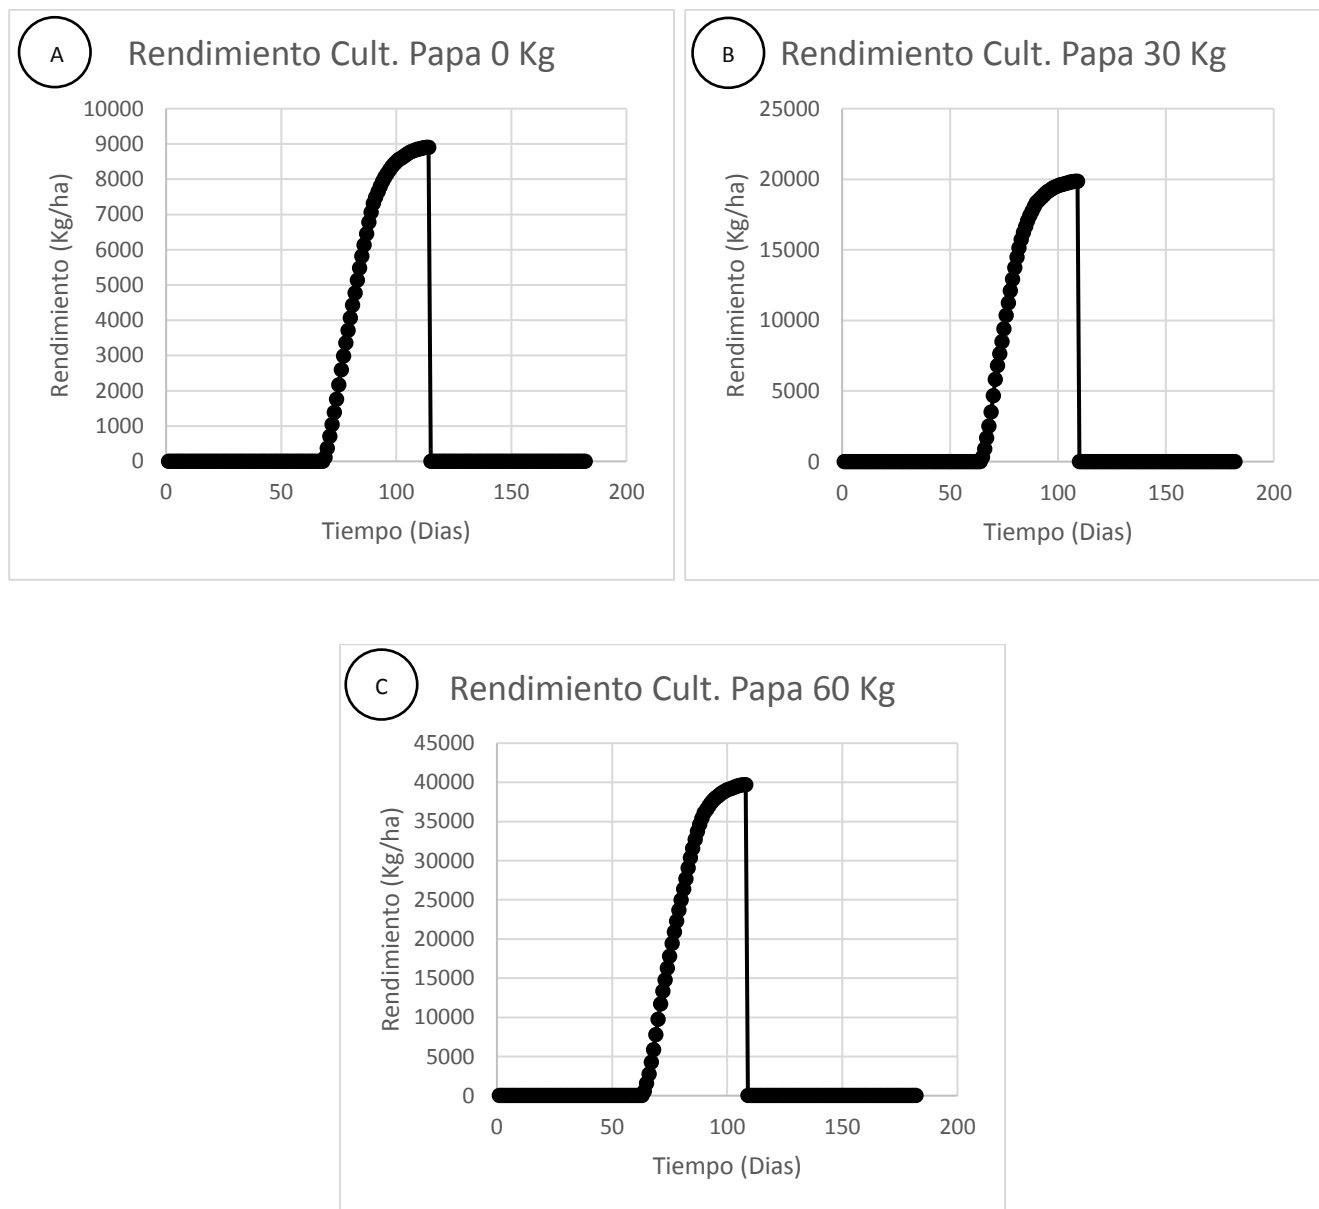 A
Rendimiento Cult. Papa 0 Kg
10000
9000
8000
7000
6000
5000
4000
3000
2000
1000
0
Rendimiento (Kg/ha)
0 50 100 150 200
Tiempo (Dias)
B
Rendimiento Cult. Papa 30 Kg
25000
20000
15000
10000
5000
0
Rendimiento (Kg/ha)
0 50 100 150 200
Tiempo (Dias)
C
Rendimiento Cult. Papa 60 Kg
45000
40000
35000
30000
25000
20000
15000
10000
5000
0
Rendimiento (Kg/ha)
0 50 100 150 200
Tiempo (Dias)